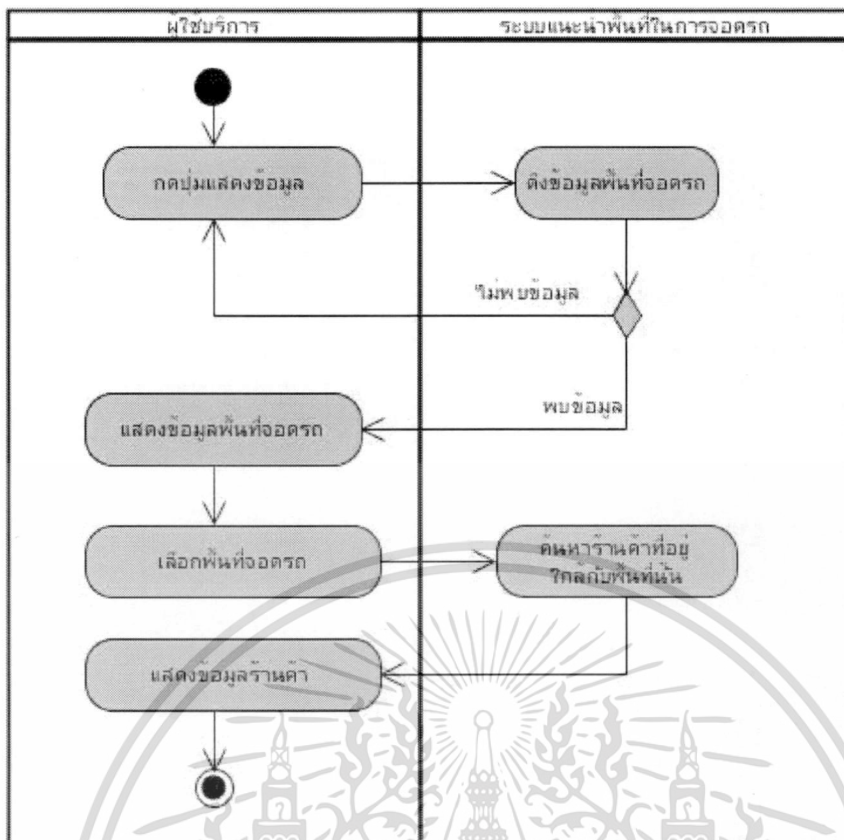 ผู้ใช้บริการ
ระบบแนะนำพื้นที่ในการจอดรถ
กดปุ่มแสดงข้อมูล
ดึงข้อมูลพื้นที่จอดรถ
ไม่พบข้อมูล
พบข้อมูล
แสดงข้อมูลพื้นที่จอดรถ
เลือกพื้นที่จอดรถ
ค้นหาร้านค้าที่อยู่
ใกล้กับพื้นที่นั้น
แสดงข้อมูลร้านค้า